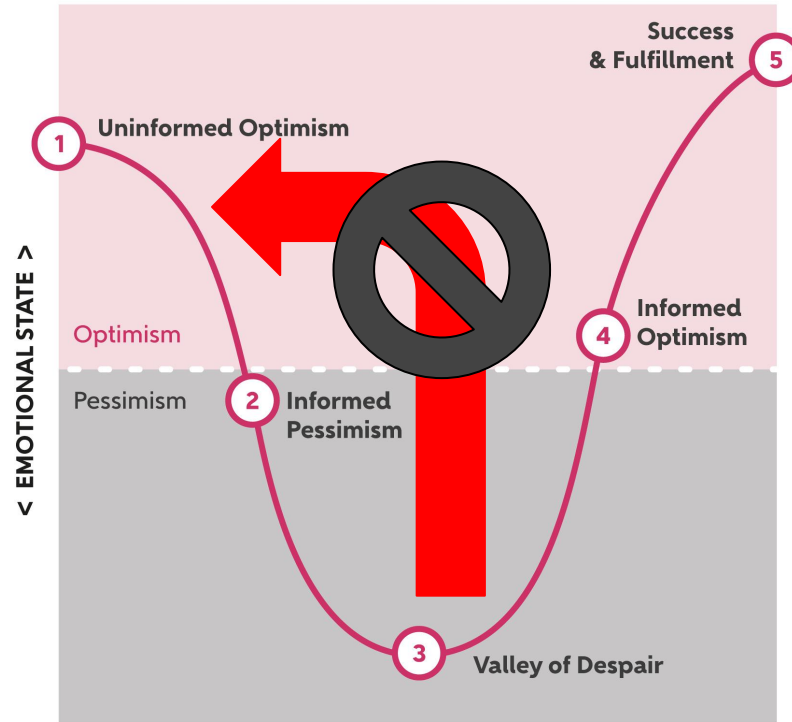 Success
& Fulfillment
5
1
Uninformed Optimism
< EMOTIONAL STATE >
Optimism
4
Informed
Optimism
Pessimism
2
Informed
Pessimism
3
Valley of Despair